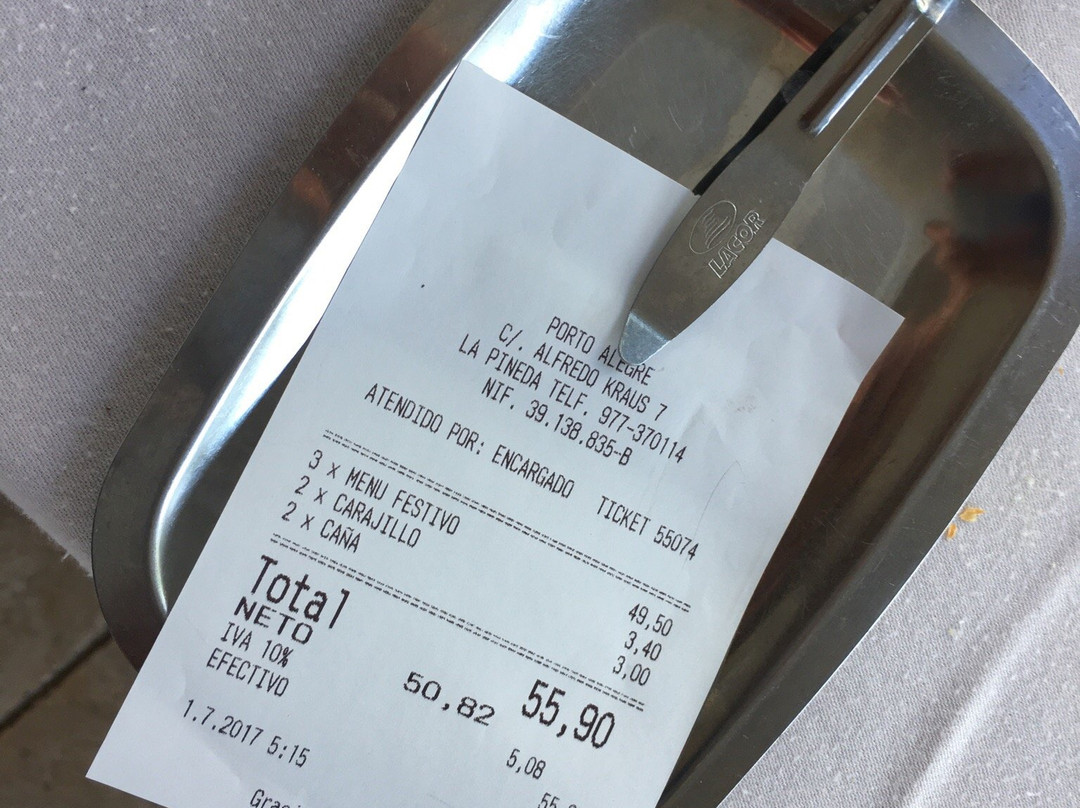 LACOR
PORTO ALEGRE
C/. ALFREDO KRAUS 7
LA PINEDA TELF. 977-370114
NIF. 39.138.835-B
ATENDIDO POR: ENCARGADO TICKET 55074
3 x MENU FESTIVO 49,50
2 x CARAJILLO 3,40
2 x CAÑA 3,00
Total 55,90
NETO 50,82
IVA 10% 5,08
EFECTIVO
1.7.2017 5:15